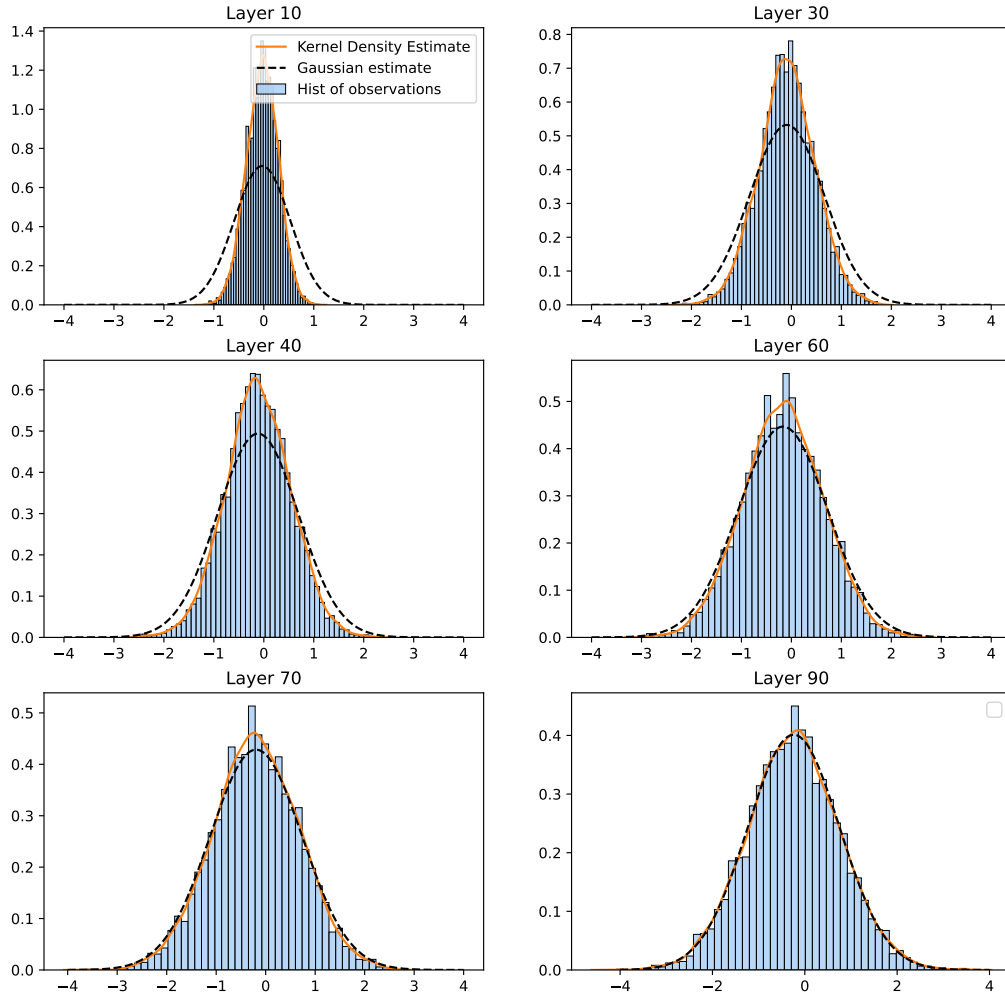 Layer 10
1.4
1.2
1.0
0.8
0.6
0.4
0.2
0.0
−4 −3 −2 −1 0 1 2 3 4
Kernel Density Estimate
Gaussian estimate
Hist of observations
Layer 30
0.8
0.7
0.6
0.5
0.4
0.3
0.2
0.1
0.0
−4 −3 −2 −1 0 1 2 3 4
Layer 40
0.6
0.5
0.4
0.3
0.2
0.1
0.0
−4 −3 −2 −1 0 1 2 3 4
Layer 60
0.5
0.4
0.3
0.2
0.1
0.0
−4 −3 −2 −1 0 1 2 3 4
Layer 70
0.5
0.4
0.3
0.2
0.1
0.0
−4 −3 −2 −1 0 1 2 3 4
Layer 90
0.4
0.3
0.2
0.1
0.0
−2 0 2 4